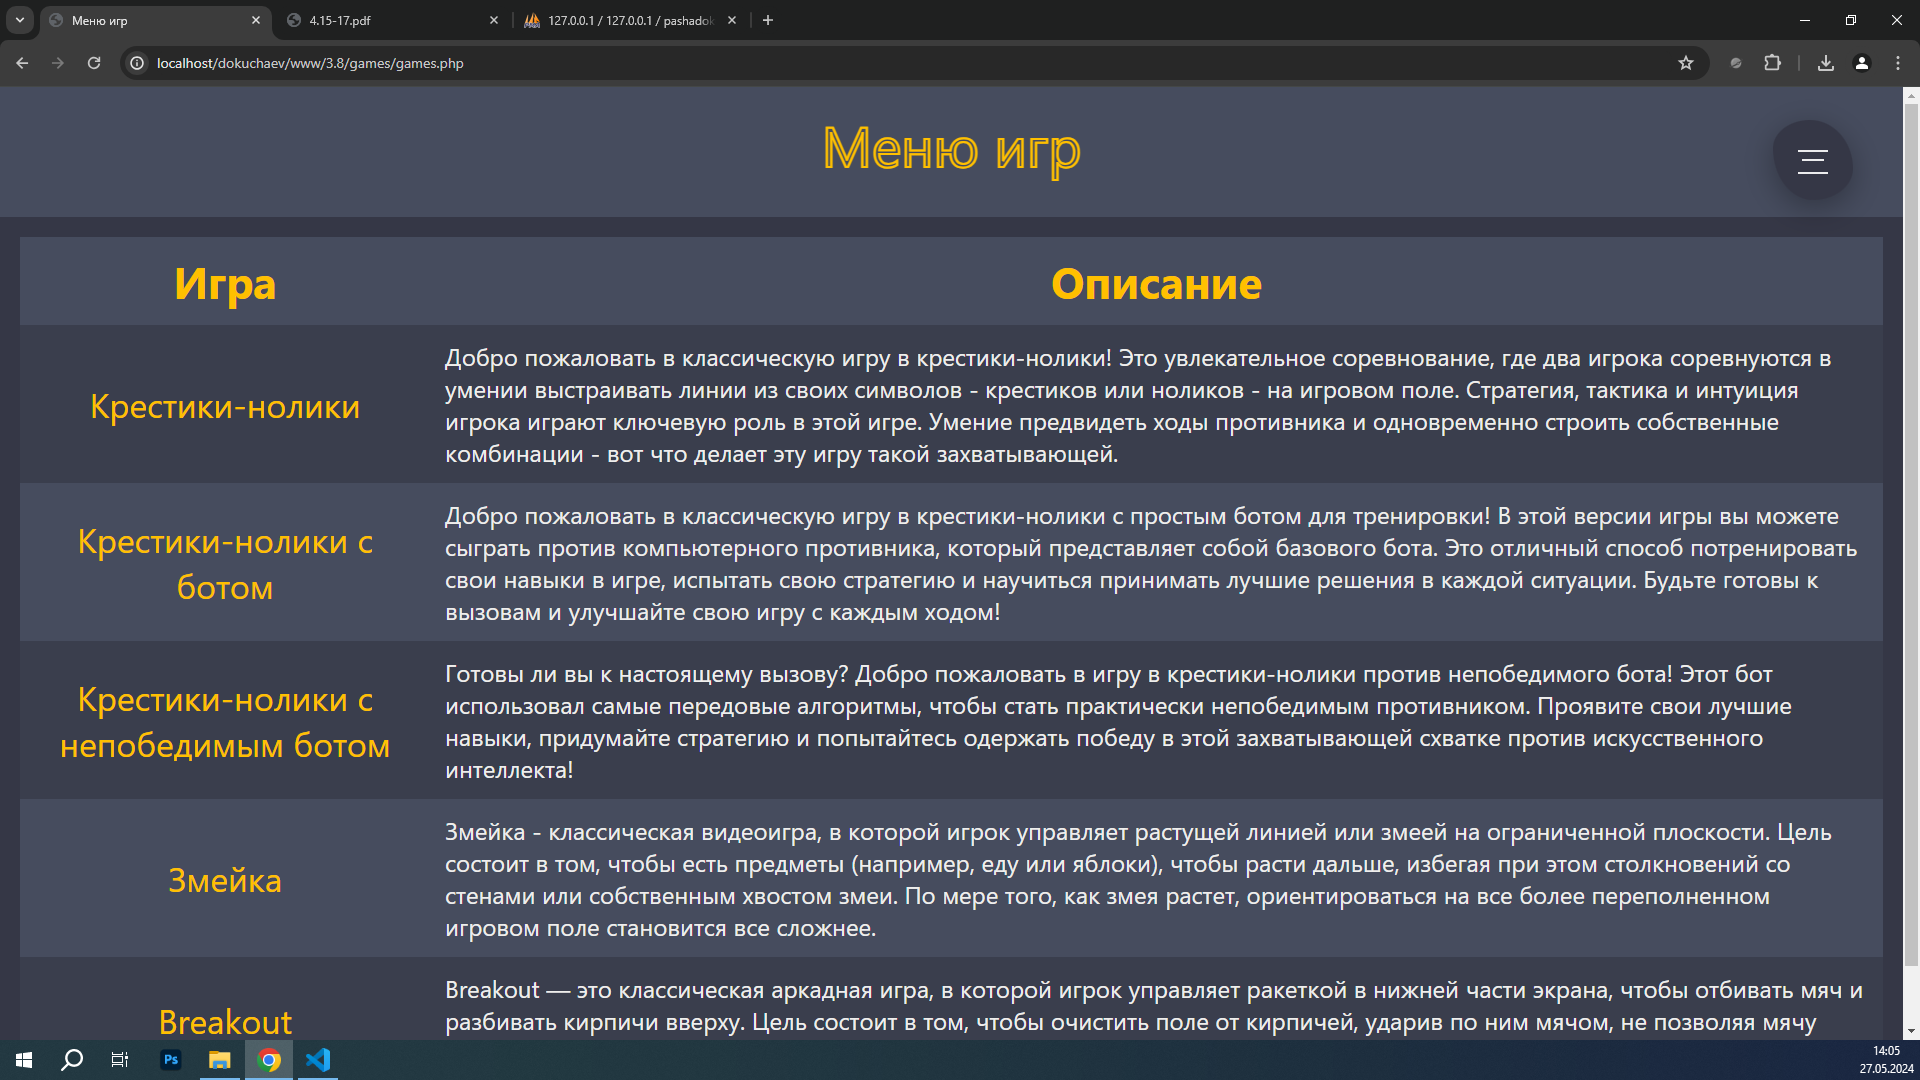 Меню игр
4.15-17.pdf
127.0.0.1 / 127.0.0.1 / pashadok
localhost/dokuchaev/www/3.8/games/games.php
Меню игр
Игра
Описание
Крестики-нолики
Добро пожаловать в классическую игру в крестики-нолики! Это увлекательное соревнование, где два игрока соревнуются в
умении выстраивать линии из своих символов - крестиков или ноликов - на игровом поле. Стратегия, тактика и интуиция
игрока играют ключевую роль в этой игре. Умение предвидеть ходы противника и одновременно строить собственные
комбинации - вот что делает эту игру такой захватывающей.
Крестики-нолики с
ботом
Добро пожаловать в классическую игру в крестики-нолики с простым ботом для тренировки! В этой версии игры вы можете
сыграть против компьютерного противника, который представляет собой базового бота. Это отличный способ потренировать
свои навыки в игре, испытать свою стратегию и научиться принимать лучшие решения в каждой ситуации. Будьте готовы к
вызовам и улучшайте свою игру с каждым ходом!
Крестики-нолики с
непобедимым ботом
Готовы ли вы к настоящему вызову? Добро пожаловать в игру в крестики-нолики против непобедимого бота! Этот бот
использовал самые передовые алгоритмы, чтобы стать практически непобедимым противником. Проявите свои лучшие
навыки, придумайте стратегию и попытайтесь одержать победу в этой захватывающей схватке против искусственного
интеллекта!
Змейка
Змейка - классическая видеоигра, в которой игрок управляет растущей линией или змеей на ограниченной плоскости. Цель
состоит в том, чтобы есть предметы (например, еду или яблоки), чтобы расти дальше, избегая при этом столкновений со
стенами или собственным хвостом змеи. По мере того, как змея растет, ориентироваться на все более переполненном
игровом поле становится все сложнее.
Breakout
Breakout — это классическая аркадная игра, в которой игрок управляет ракеткой в нижней части экрана, чтобы отбивать мяч и
разбивать кирпичи вверху. Цель состоит в том, чтобы очистить поле от кирпичей, ударив по ним мячом, не позволяя мячу
Ps
14:05
27.05.2024